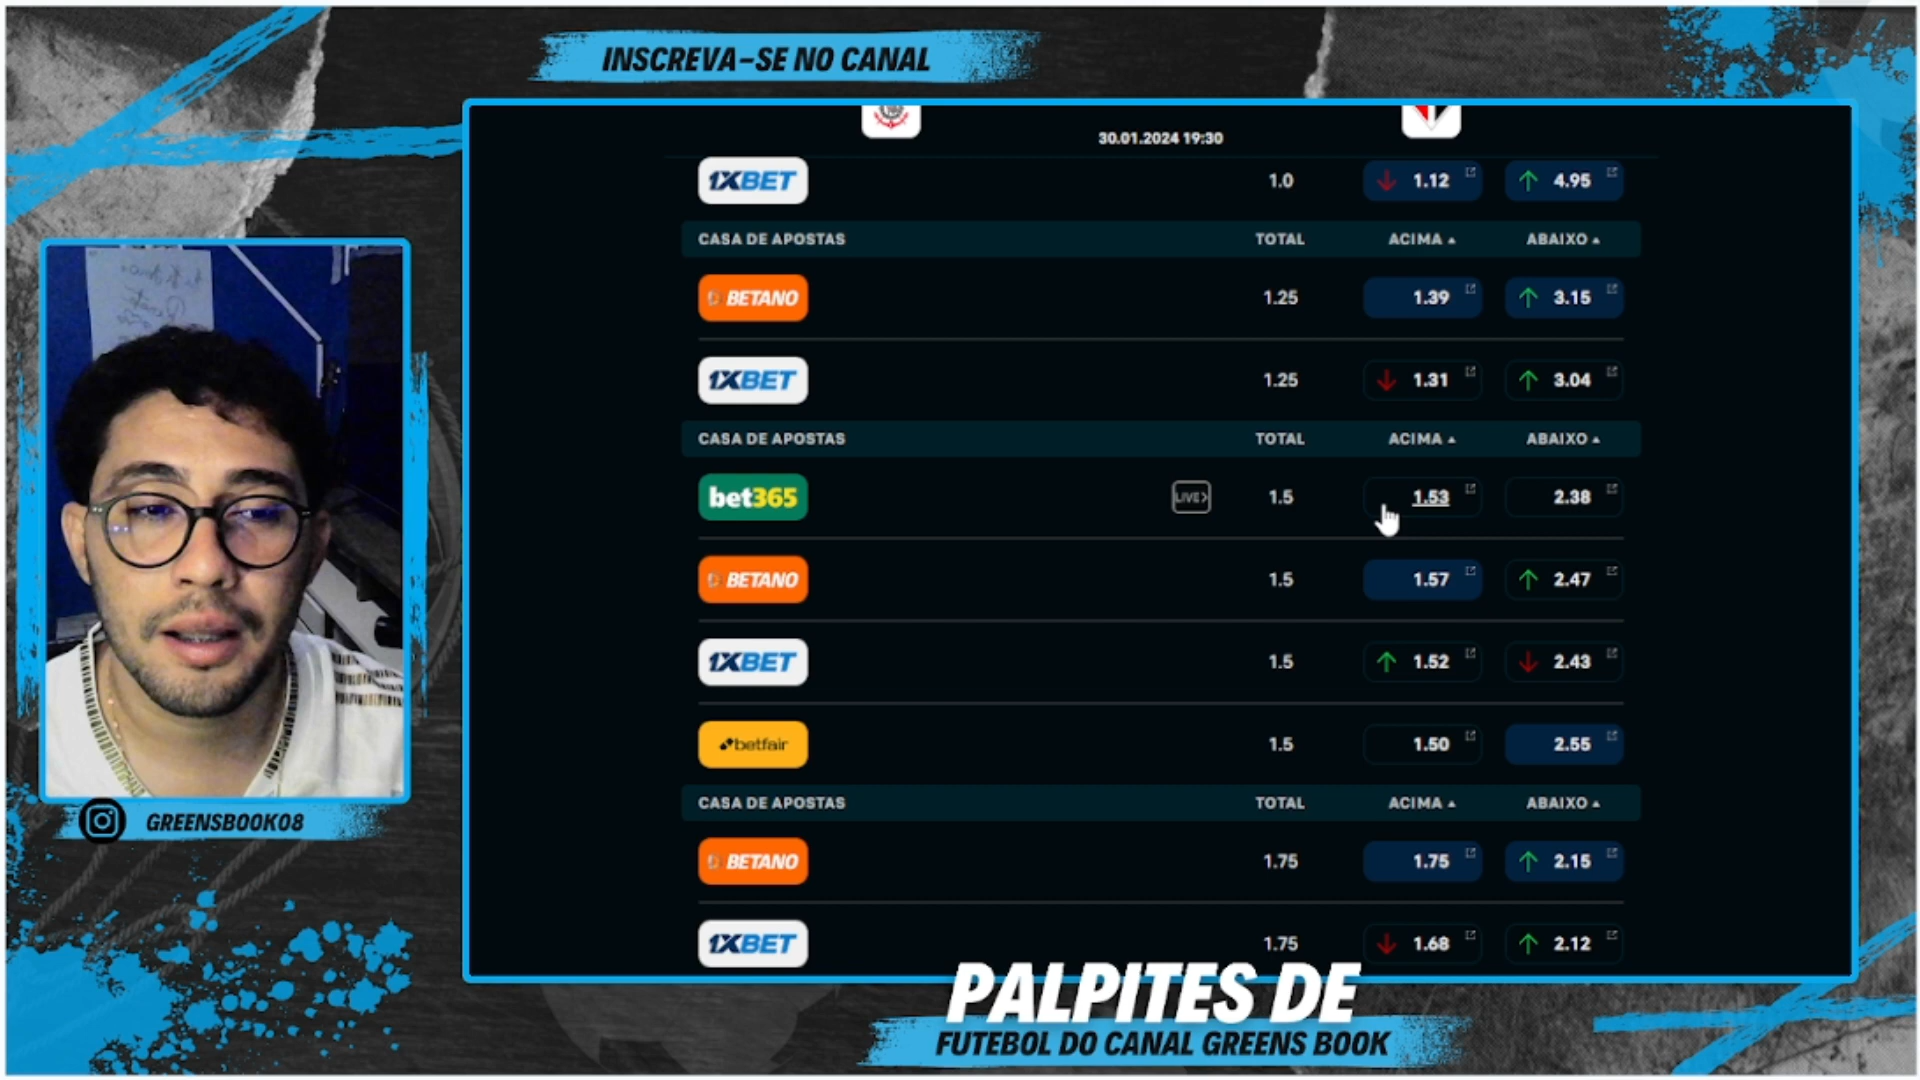 INSCREVA-SE NO CANAL
30.01.2024 19:30
1XBET 1.0 1.12 4.95
CASA DE APOSTAS TOTAL ACIMA ABAIXO
BETANO 1.25 1.39 3.15
1XBET 1.25 1.31 3.04
CASA DE APOSTAS TOTAL ACIMA ABAIXO
bet365 LIVE 1.5 1.53 2.38
BETANO 1.5 1.57 2.47
1XBET 1.5 1.52 2.43
betfair 1.5 1.50 2.55
CASA DE APOSTAS TOTAL ACIMA ABAIXO
BETANO 1.75 1.75 2.15
1XBET 1.75 1.68 2.12
GREENSBOOK08
PALPITES DE
FUTEBOL DO CANAL GREENS BOOK